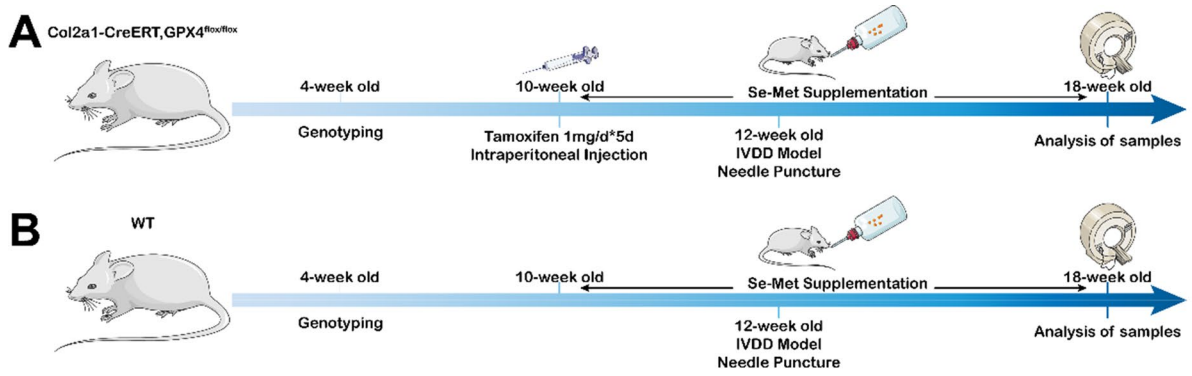 A
Col2a1-CreERT,GPX4flox/flox
4-week old
10-week old
Se-Met Supplementation
18-week old
Genotyping
Tamoxifen 1mg/d*5d
Intraperitoneal Injection
12-week old
IVDD Model
Needle Puncture
Analysis of samples
B
WT
4-week old
10-week old
Se-Met Supplementation
18-week old
Genotyping
12-week old
IVDD Model
Needle Puncture
Analysis of samples